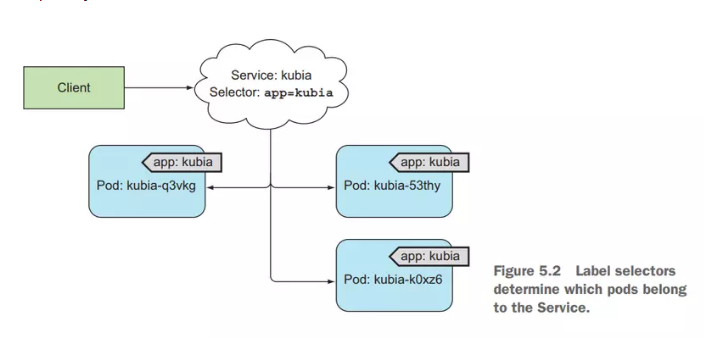 Client
Service: kubia
Selector: app=kubia
app: kubia
Pod: kubia-q3vkg
app: kubia
Pod: kubia-53thy
app: kubia
Pod: kubia-k0xz6
Figure 5.2 Label selectors
determine which pods belong
to the Service.